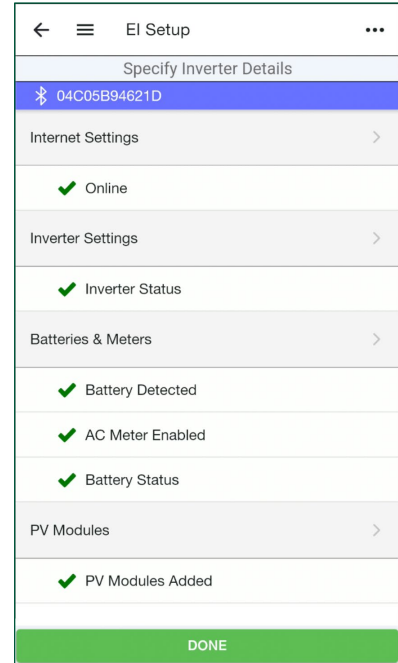 EI Setup
Specify Inverter Details
04C05B94621D
Internet Settings
Online
Inverter Settings
Inverter Status
Batteries & Meters
Battery Detected
AC Meter Enabled
Battery Status
PV Modules
PV Modules Added
DONE